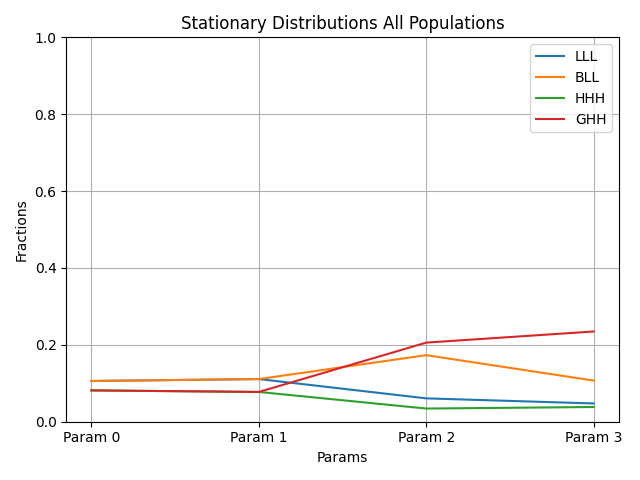 Stationary Distributions All Populations
1.0
0.8
0.6
0.4
0.2
0.0
Fractions
LLL
BLL
HHH
GHH
Param 0
Param 1
Param 2
Param 3
Params